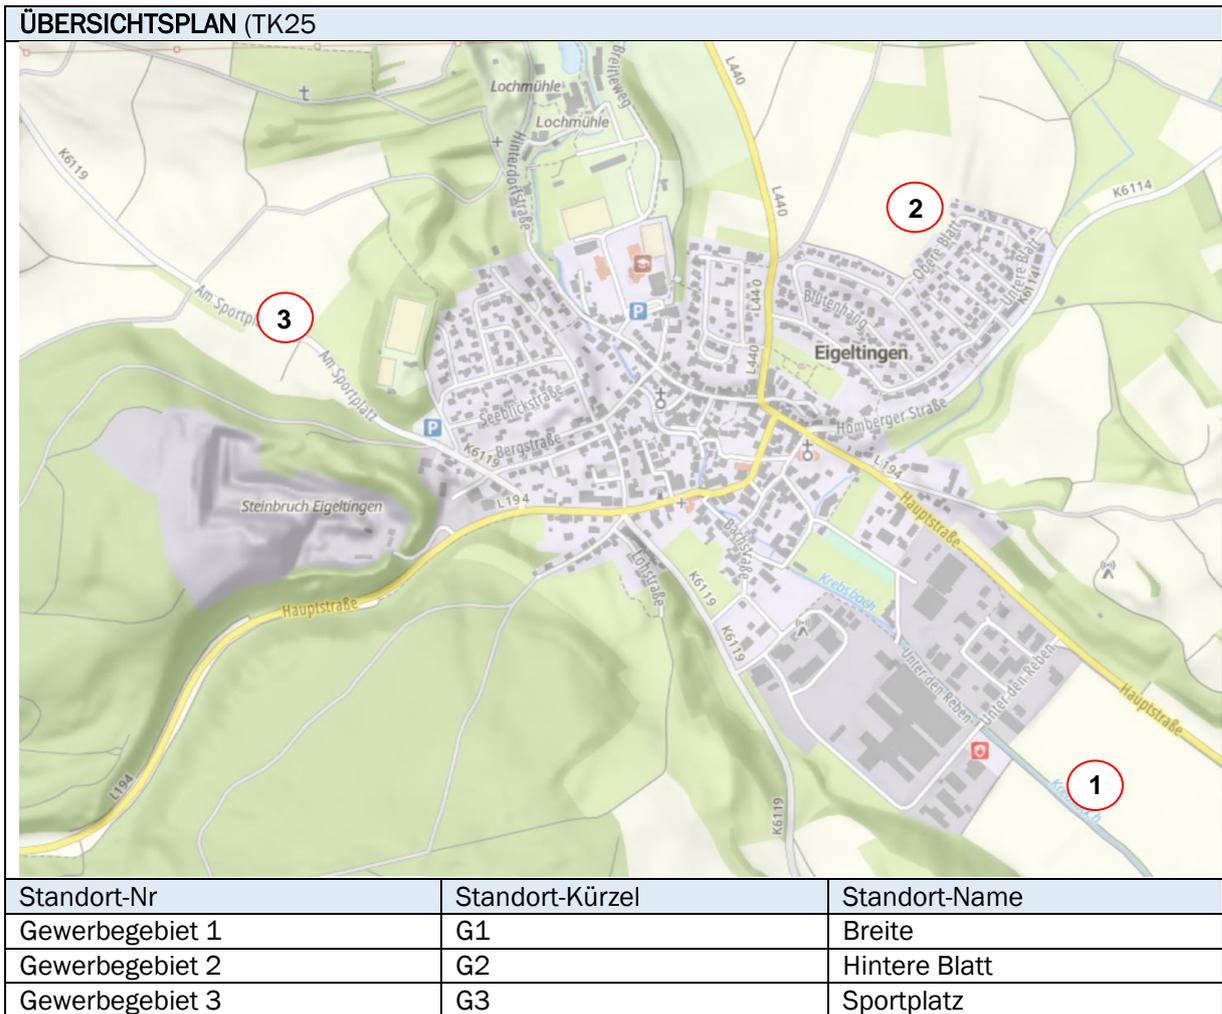 ÜBERSICHTSPLAN (TK25
Lochmühle
Breiteweg
L440
Lochmühle
Hinterdorfstraße
K6119
K6114
L440
2
Obere Blatt
Untere Blatt
K6114
Am Sportpl
3
Blütenhang
L440
P
Eigeltingen
L440
Am Sportplatz
Seeblickstraße
P
Homberger Straße
Bergstraße
K6119
L194
Steinbruch Eigeltingen
L194
Hauptstraße
Bachstraße
Lohstraße
K6119
Krebsbach
Hauptstraße
K6119
Unter den Reben
Unter den Reben
Hauptstraße
L194
1
K6119
Standort-Nr Standort-Kürzel Standort-Name
Gewerbegebiet 1 G1 Breite
Gewerbegebiet 2 G2 Hintere Blatt
Gewerbegebiet 3 G3 Sportplatz